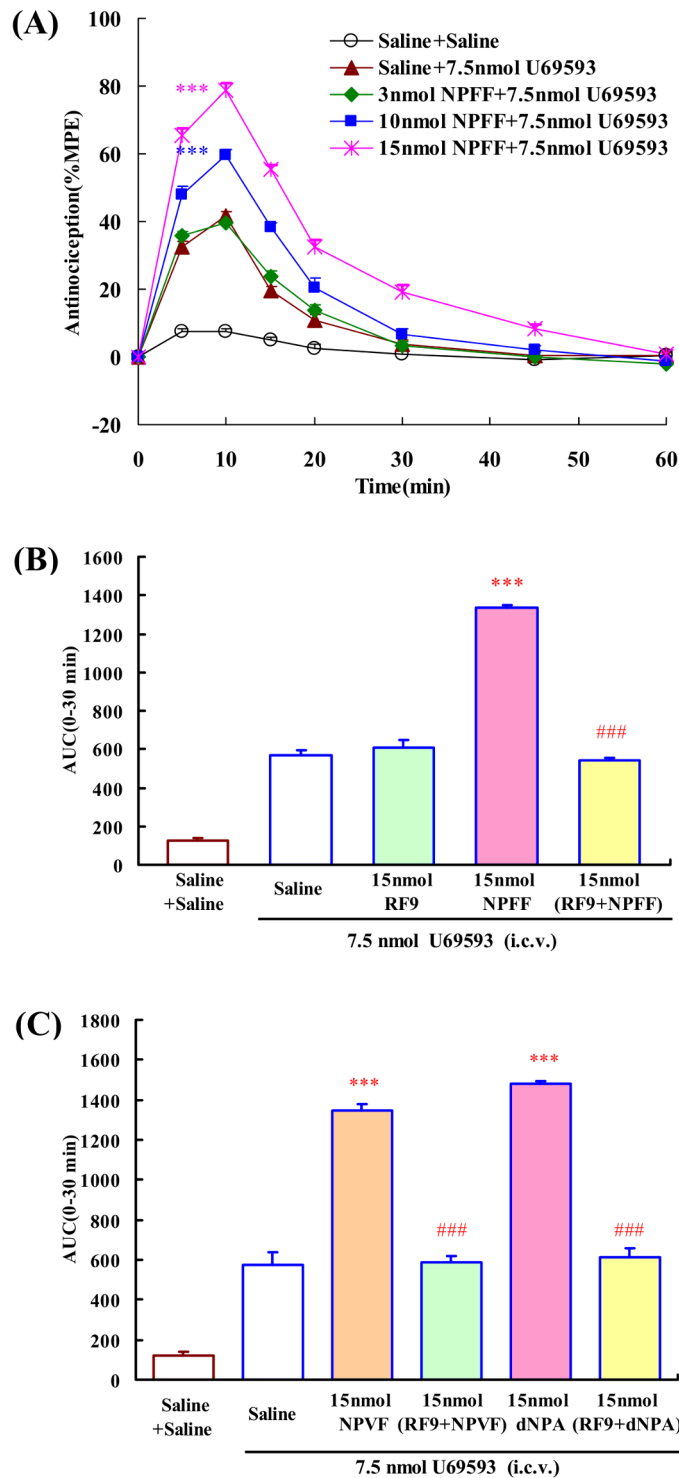 (A)
100
80
60
40
20
0
-20
Antinociception(%MPE)
Saline+Saline
Saline+7.5nmol U69593
3nmol NPFF+7.5nmol U69593
10nmol NPFF+7.5nmol U69593
15nmol NPFF+7.5nmol U69593
***
***
0 10 20 30 40 50 60
Time(min)
(B)
1600
1400
1200
1000
800
600
400
200
0
AUC(0-30 min)
***
###
Saline
+Saline
Saline
15nmol
RF9
15nmol
NPFF
15nmol
(RF9+NPFF)
7.5 nmol U69593 (i.c.v.)
(C)
1800
1600
1400
1200
1000
800
600
400
200
0
AUC(0-30 min)
***
###
***
###
Saline
+Saline
Saline
15nmol
NPVF
15nmol
(RF9+NPVF)
15nmol
dNPA
15nmol
(RF9+dNPA)
7.5 nmol U69593 (i.c.v.)